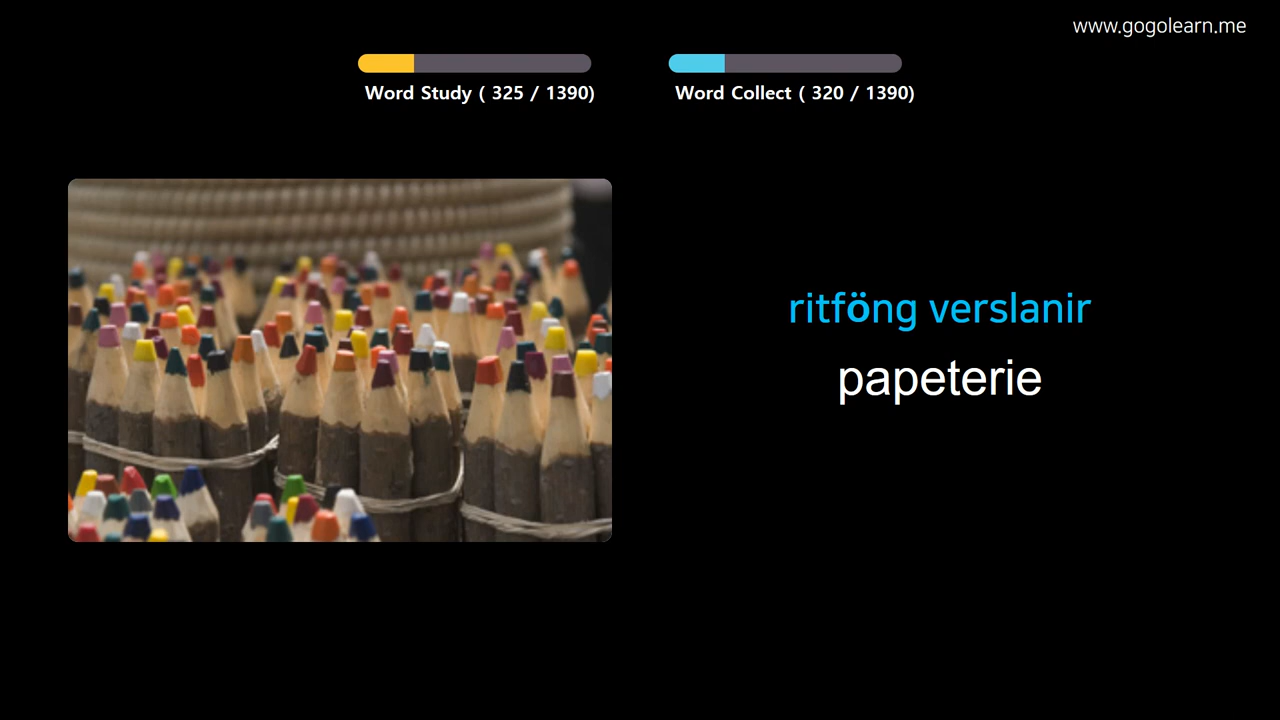 www.gogolearn.me
Word Study ( 325 / 1390)
Word Collect ( 320 / 1390)
ritföng verslanir
papeterie